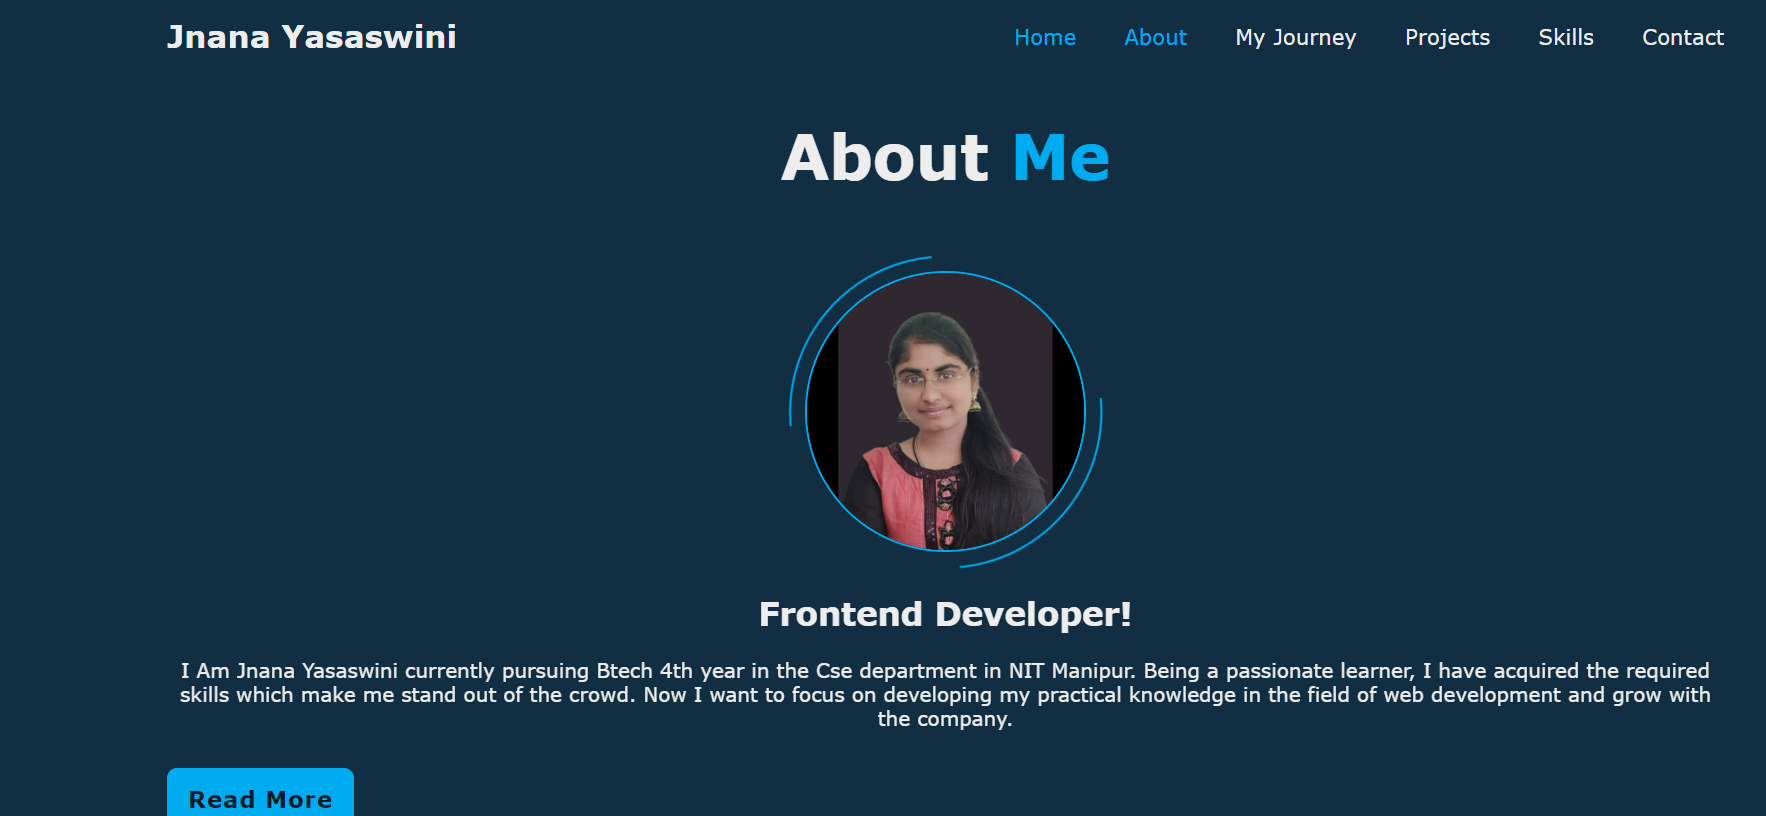 Jnana Yasaswini
Home About My Journey Projects Skills Contact
About Me
Frontend Developer!
I Am Jnana Yasaswini currently pursuing Btech 4th year in the Cse department in NIT Manipur. Being a passionate learner, I have acquired the required
skills which make me stand out of the crowd. Now I want to focus on developing my practical knowledge in the field of web development and grow with
the company.
Read More